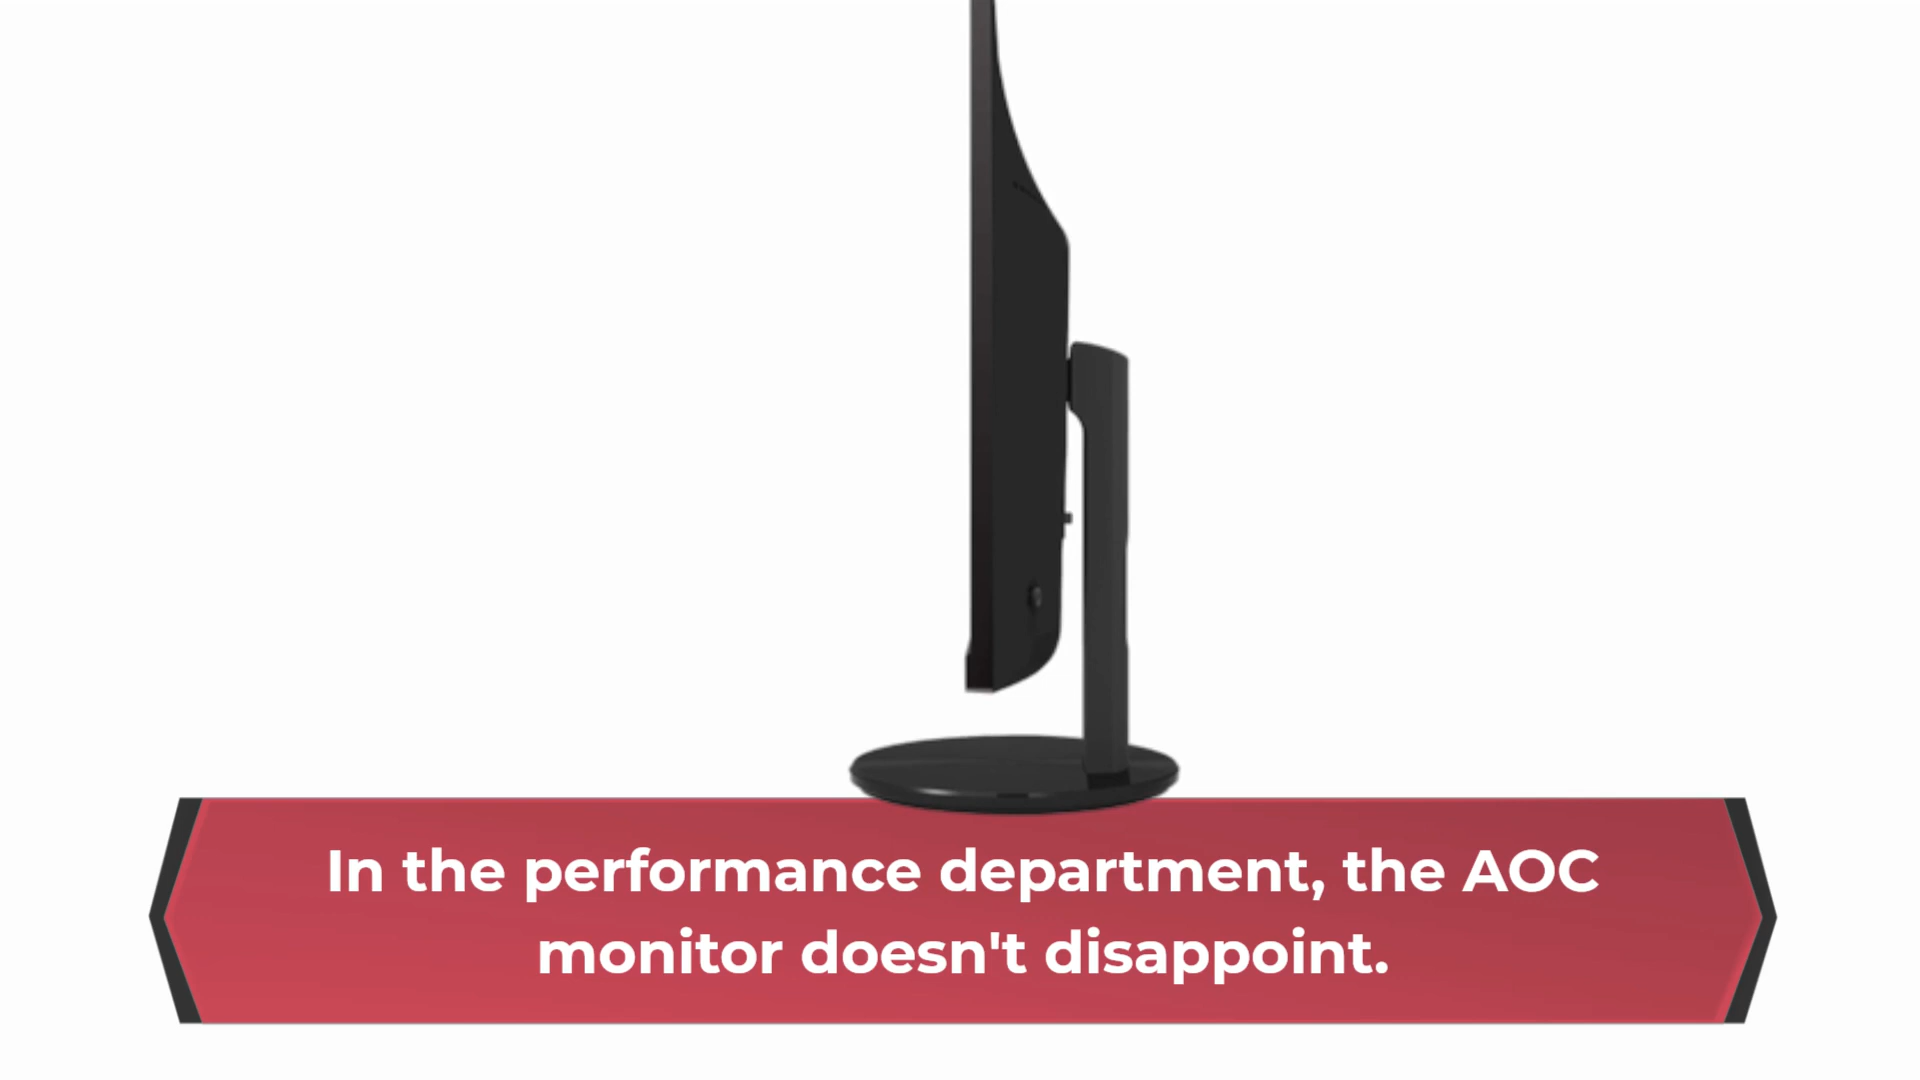 In the performance department, the AOC
monitor doesn't disappoint.